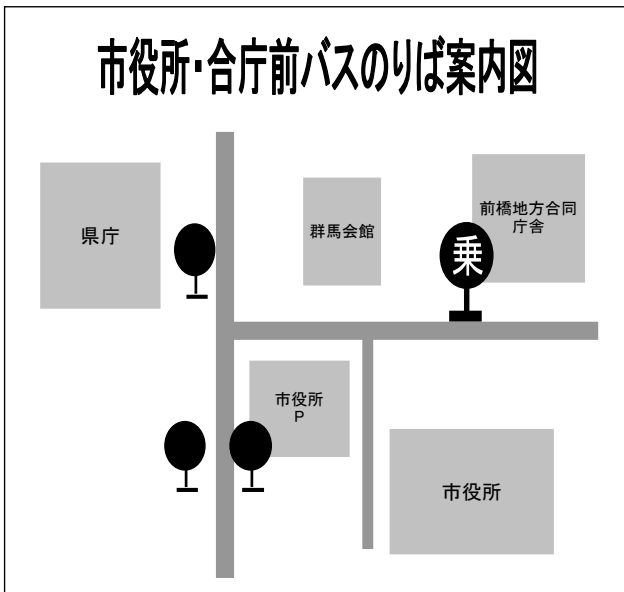 市役所・合庁前バスのりば案内図
県庁
群馬会館
前橋地方合同
庁舎
乗
市役所
P
市役所